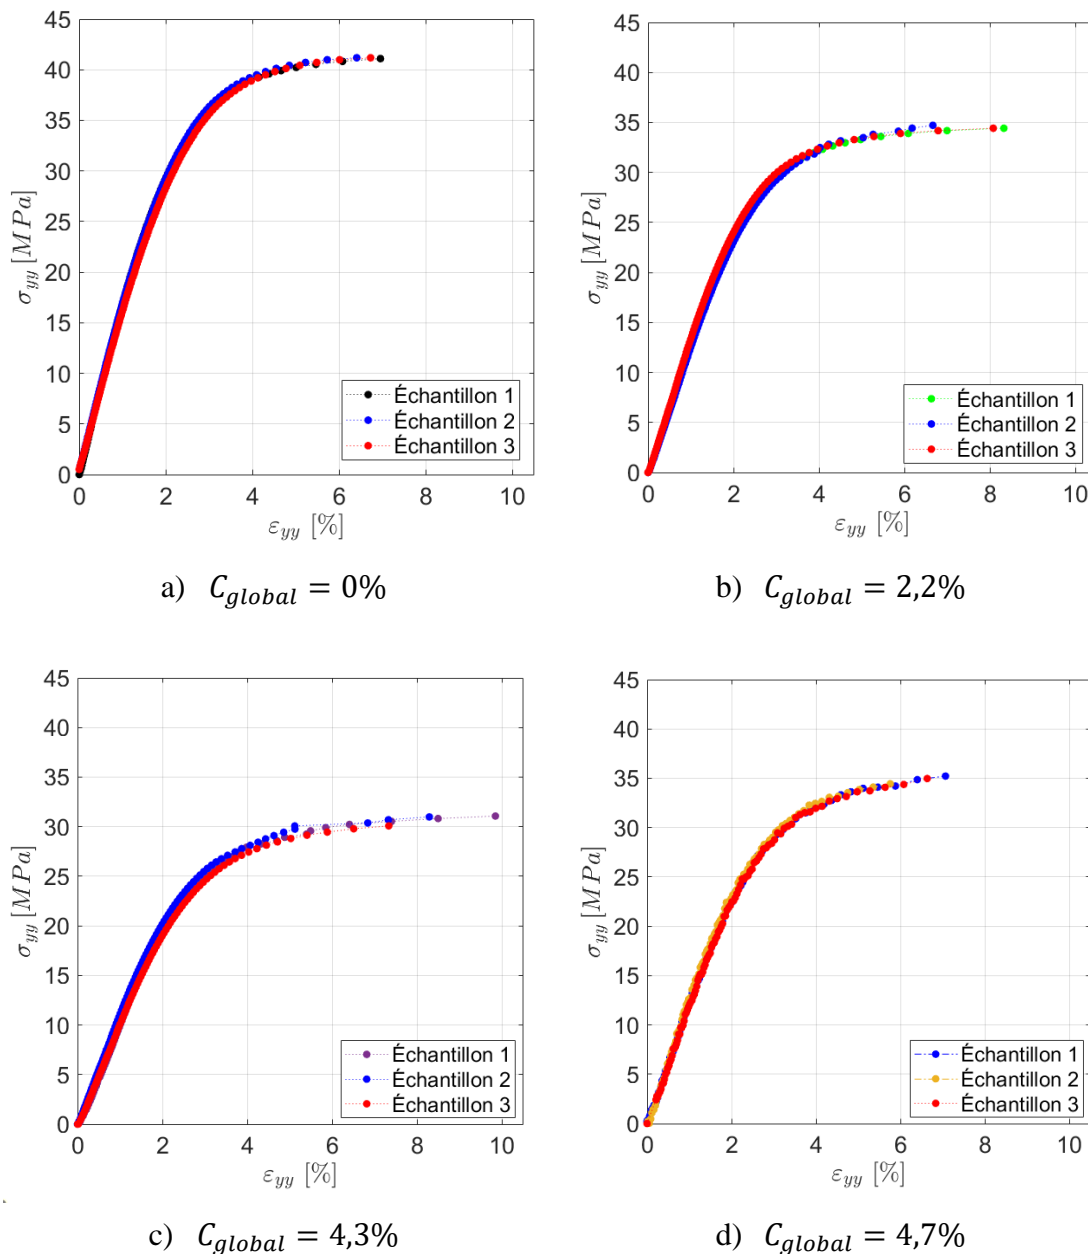 45
40
35
30
25
20
15
10
5
0
σyy [MPa]
Échantillon 1
Échantillon 2
Échantillon 3
0 2 4 6 8 10
εyy [%]
a) Cglobal = 0%
45
40
35
30
25
20
15
10
5
0
σyy [MPa]
Échantillon 1
Échantillon 2
Échantillon 3
0 2 4 6 8 10
εyy [%]
b) Cglobal = 2,2%
45
40
35
30
25
20
15
10
5
0
σyy [MPa]
Échantillon 1
Échantillon 2
Échantillon 3
0 2 4 6 8 10
εyy [%]
c) Cglobal = 4,3%
45
40
35
30
25
20
15
10
5
0
σyy [MPa]
Échantillon 1
Échantillon 2
Échantillon 3
0 2 4 6 8 10
εyy [%]
d) Cglobal = 4,7%